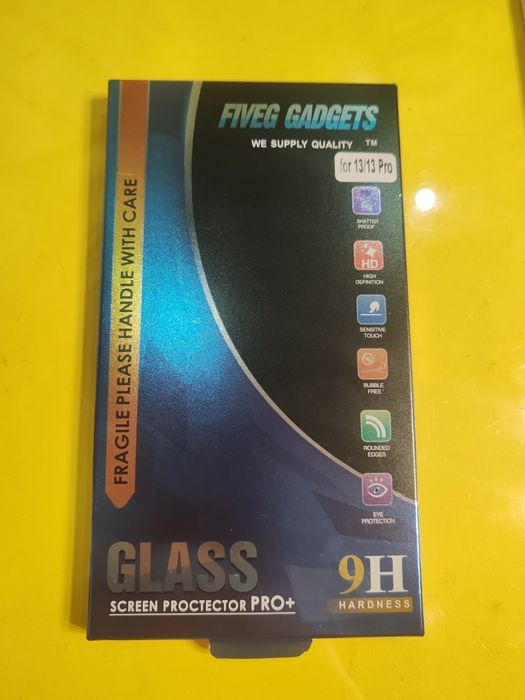 FIVEG GADGETS
WE SUPPLY QUALITY TM
for 13/13 Pro
FRAGILE PLEASE HANDLE WITH CARE
SHATTER
PROOF
HD
HIGH
DEFINITION
SENSITIVE
TOUCH
BUBBLE
FREE
ROUNDED
EDGES
EYE
PROTECTION
GLASS
SCREEN PROCTECTOR PRO+
9H
HARDNESS